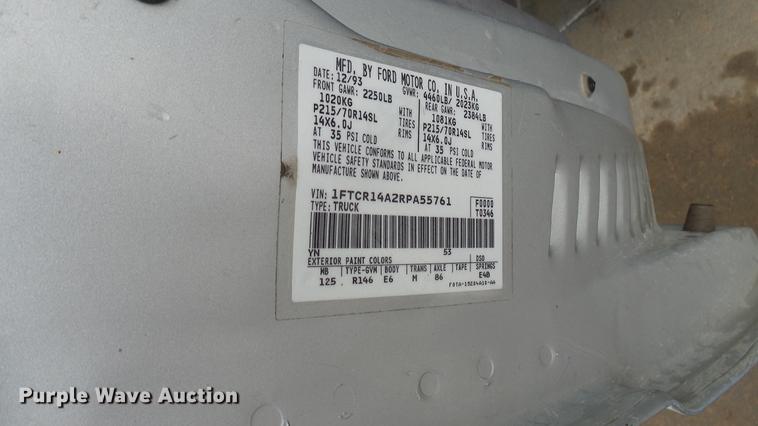 MFD. BY FORD MOTOR CO. IN U.S.A.
DATE: 12/93 GVWR: 4460LB/ 2023KG
FRONT GAWR: 2250LB REAR GAWR: 2384LB
1020KG WITH 1081KG WITH
P215/70R14SL TIRES P215/70R14SL TIRES
14X6.0J RIMS 14X6.0J RIMS
AT 35 PSI COLD AT 35 PSI COLD
THIS VEHICLE CONFORMS TO ALL APPLICABLE FEDERAL MOTOR
VEHICLE SAFETY STANDARDS IN EFFECT ON THE DATE OF
MANUFACTURE SHOWN ABOVE.
VIN: 1FTCR14A2RPA55761 F0000
TYPE: TRUCK T0346
YN 53
EXTERIOR PAINT COLORS DSO
WB TYPE-GVM BODY TRANS AXLE TAPE SPRINGS
125 R146 E6 M 86 E4B
Purple Wave Auction